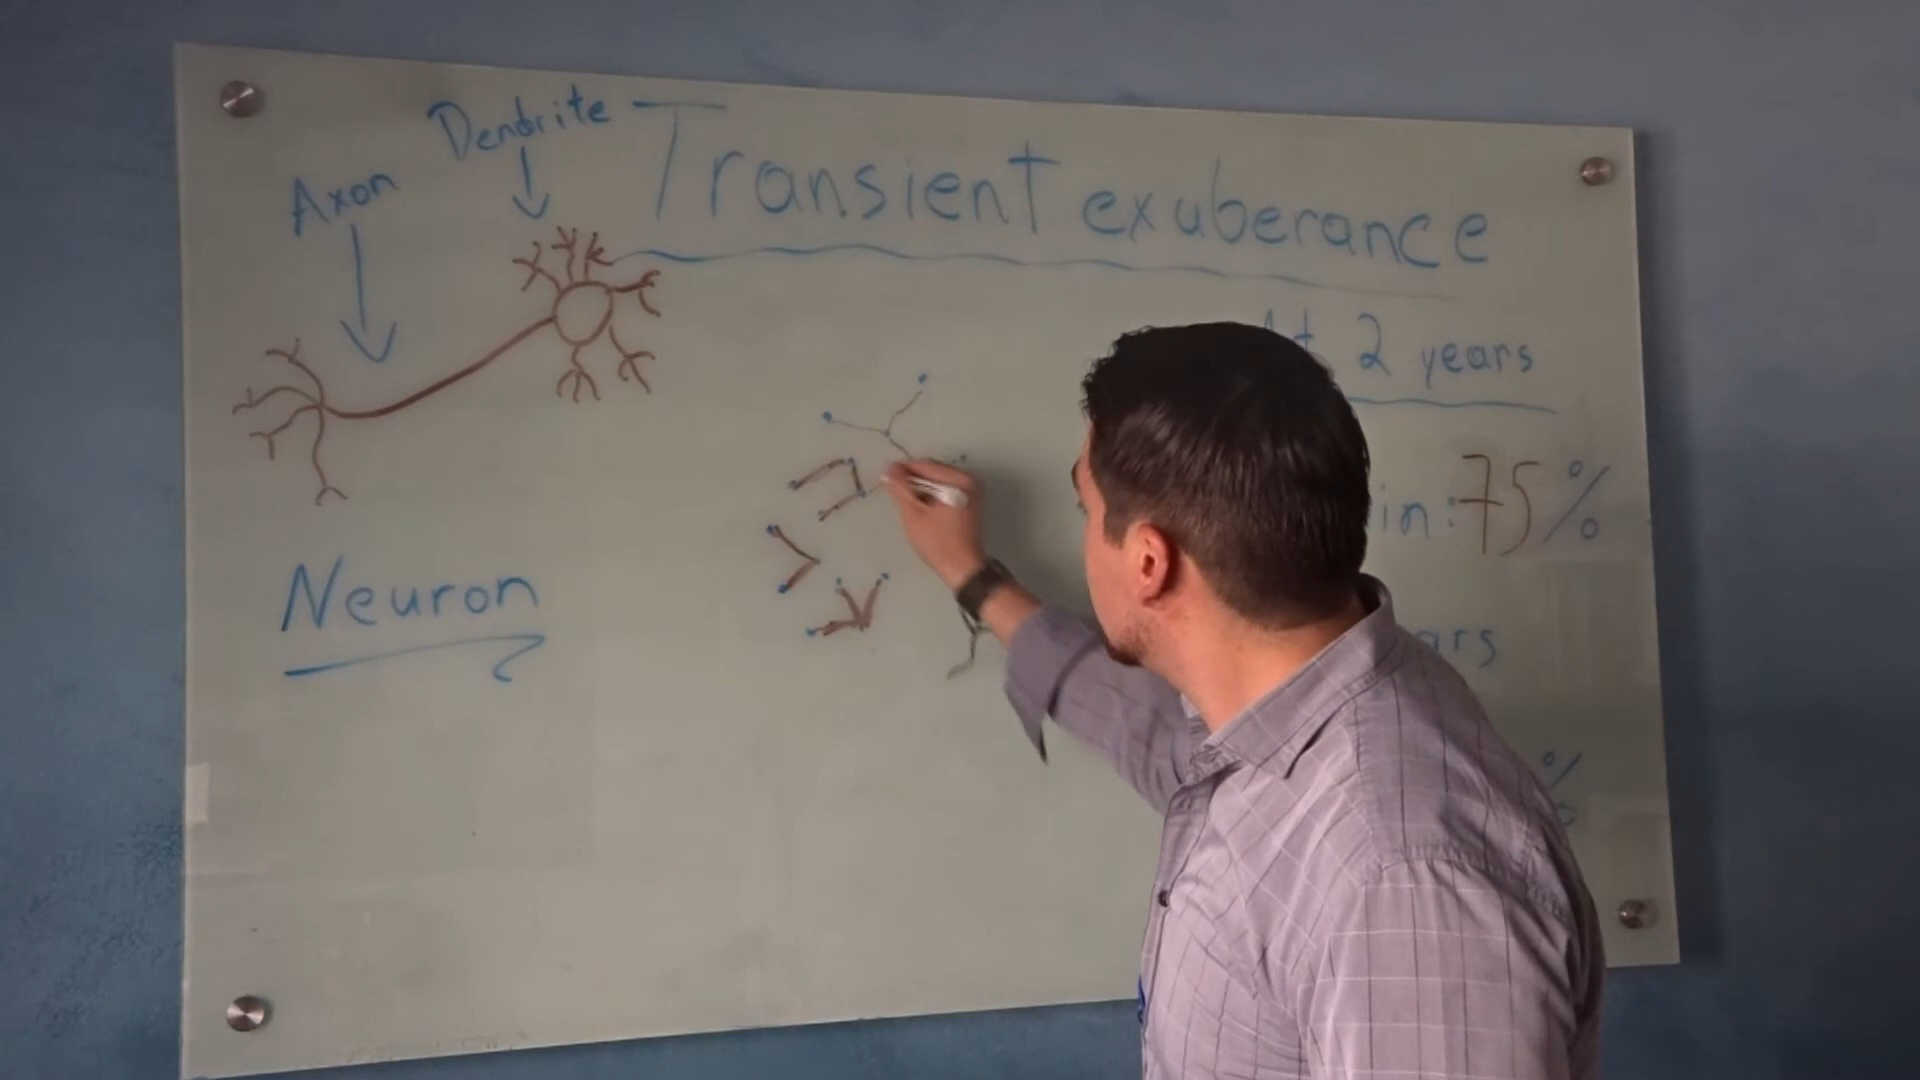 Dendrite
Transient exuberance
Axon
At 2 years
in: 75%
Neuron
ars
%